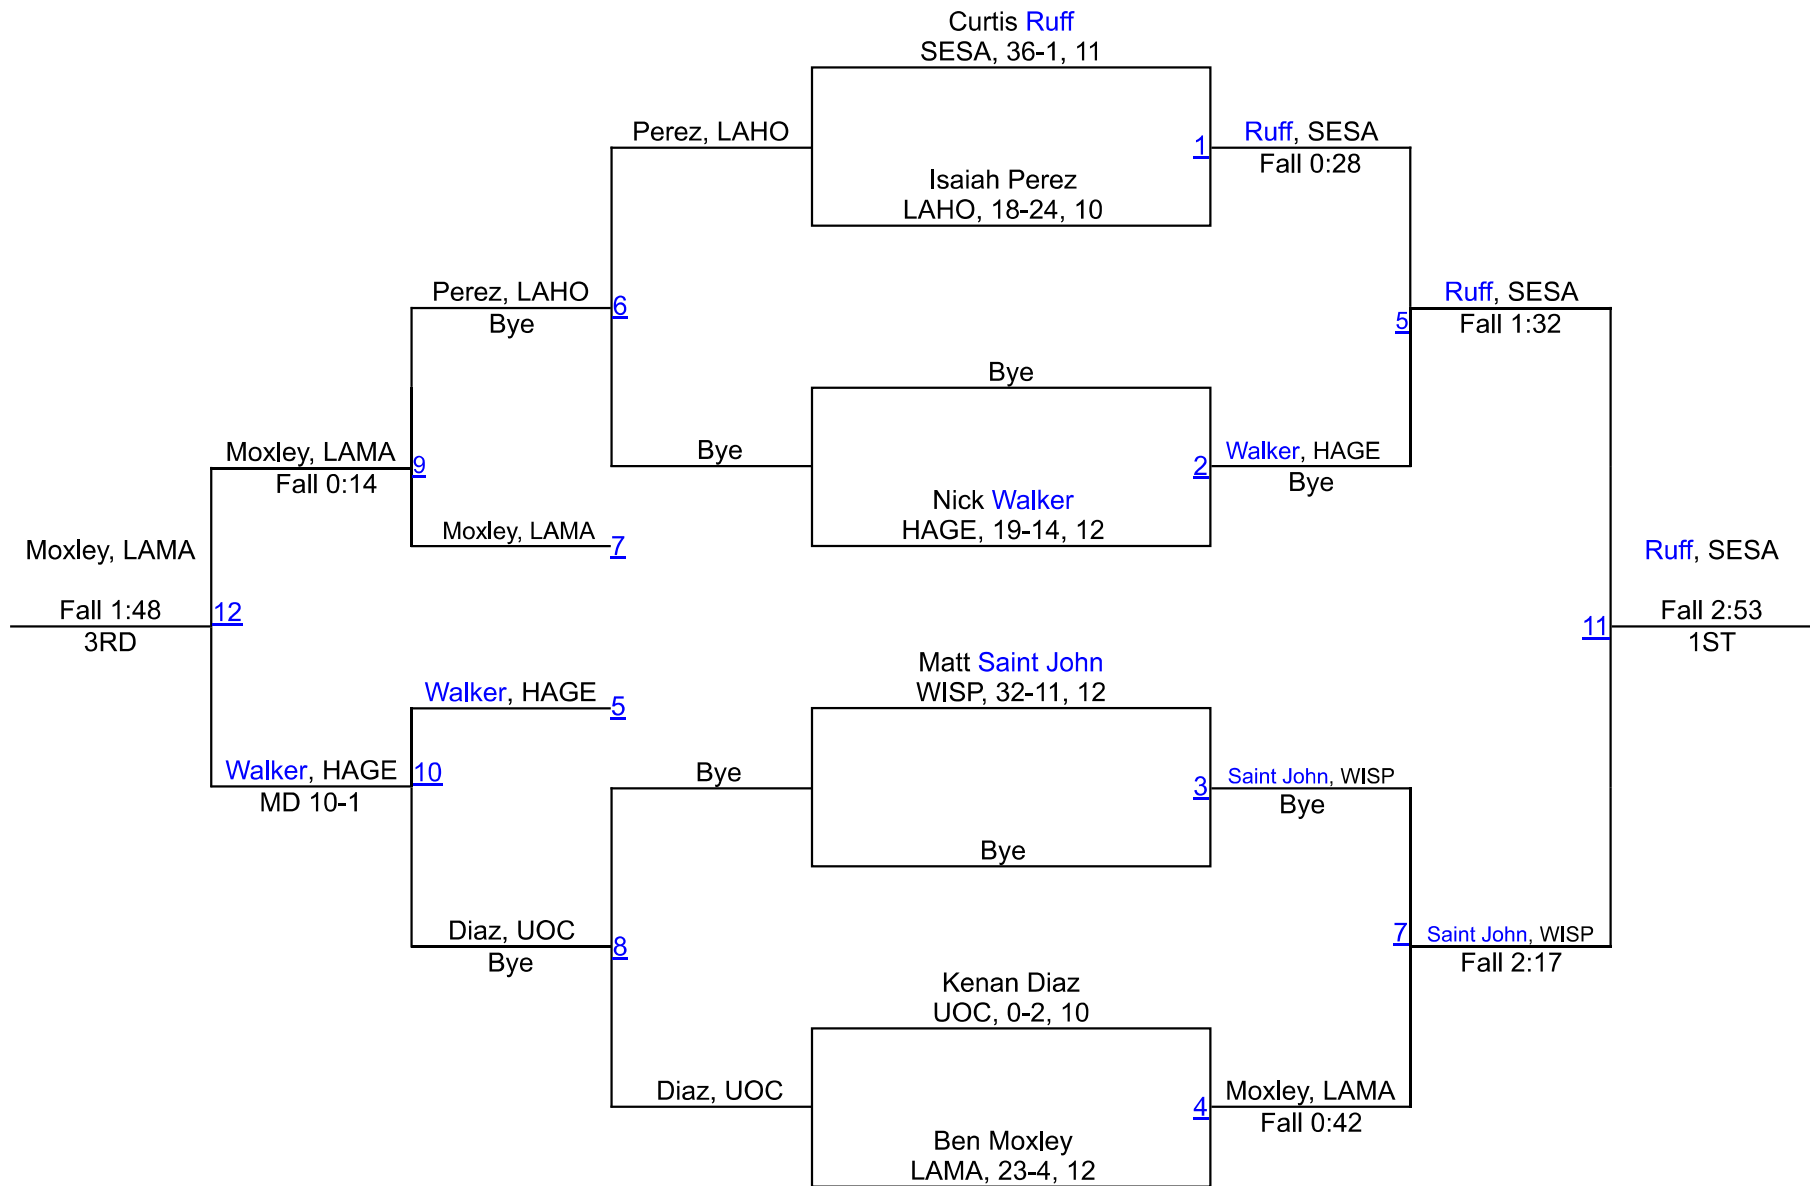 Curtis Ruff
SESA, 36-1, 11
Perez, LAHO
1
Ruff, SESA
Fall 0:28
Isaiah Perez
LAHO, 18-24, 10
Perez, LAHO
Bye
6
5
Ruff, SESA
Fall 1:32
Bye
Moxley, LAMA
Fall 0:14
9
Bye
2
Walker, HAGE
Bye
Nick Walker
HAGE, 19-14, 12
Moxley, LAMA
7
Moxley, LAMA
Fall 1:48
3RD
12
Ruff, SESA
Fall 2:53
1ST
11
Matt Saint John
WISP, 32-11, 12
Walker, HAGE
5
Walker, HAGE
MD 10-1
10
Bye
3
Saint John, WISP
Bye
Bye
Diaz, UOC
Bye
8
7
Saint John, WISP
Fall 2:17
Kenan Diaz
UOC, 0-2, 10
Diaz, UOC
4
Moxley, LAMA
Fall 0:42
Ben Moxley
LAMA, 23-4, 12